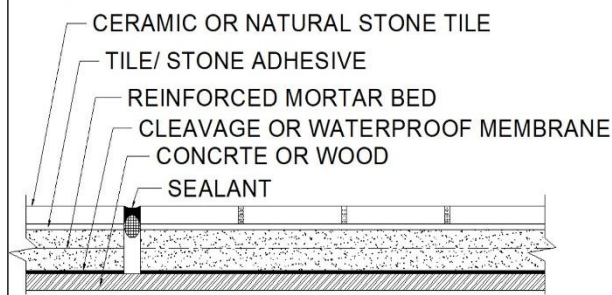 CERAMIC OR NATURAL STONE TILE
TILE/ STONE ADHESIVE
REINFORCED MORTAR BED
CLEAVAGE OR WATERPROOF MEMBRANE
CONCRTE OR WOOD
SEALANT